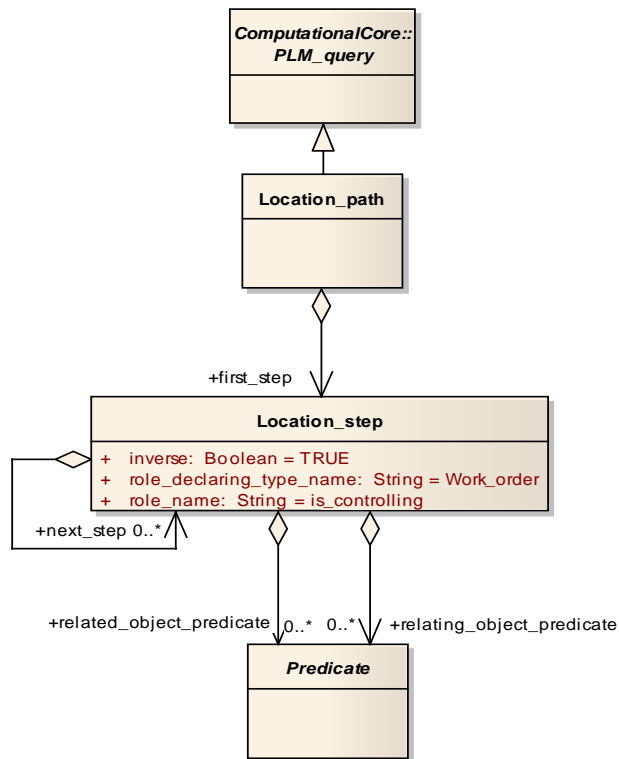 ComputationalCore::
PLM_query
Location_path
+first_step
Location_step
+ inverse: Boolean = TRUE
+ role_declaring_type_name: String = Work_order
+ role_name: String = is_controlling
+next_step 0..*
+related_object_predicate 0..* 0..* +relating_object_predicate
Predicate